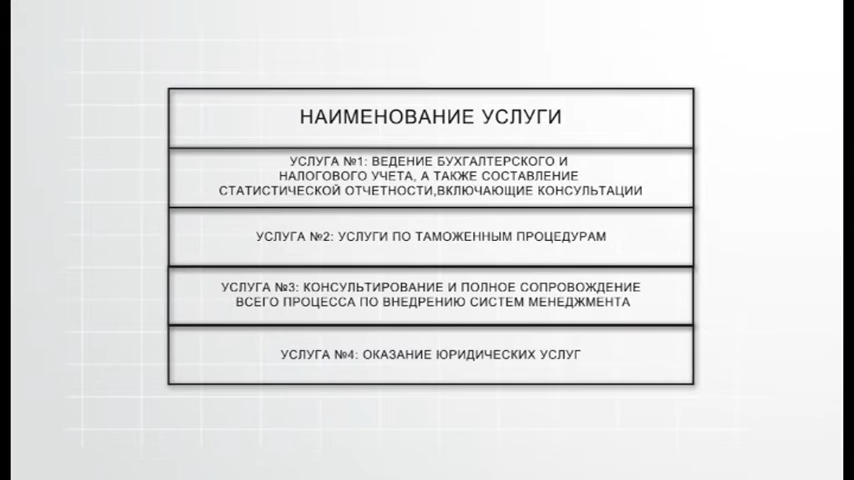 НАИМЕНОВАНИЕ УСЛУГИ
УСЛУГА №1: ВЕДЕНИЕ БУХГАЛТЕРСКОГО И
НАЛОГОВОГО УЧЕТА, А ТАКЖЕ СОСТАВЛЕНИЕ
СТАТИСТИЧЕСКОЙ ОТЧЕТНОСТИ,ВКЛЮЧАЮЩИЕ КОНСУЛЬТАЦИИ
УСЛУГА №2: УСЛУГИ ПО ТАМОЖЕННЫМ ПРОЦЕДУРАМ
УСЛУГА №3: КОНСУЛЬТИРОВАНИЕ И ПОЛНОЕ СОПРОВОЖДЕНИЕ
ВСЕГО ПРОЦЕССА ПО ВНЕДРЕНИЮ СИСТЕМ МЕНЕДЖМЕНТА
УСЛУГА №4: ОКАЗАНИЕ ЮРИДИЧЕСКИХ УСЛУГ